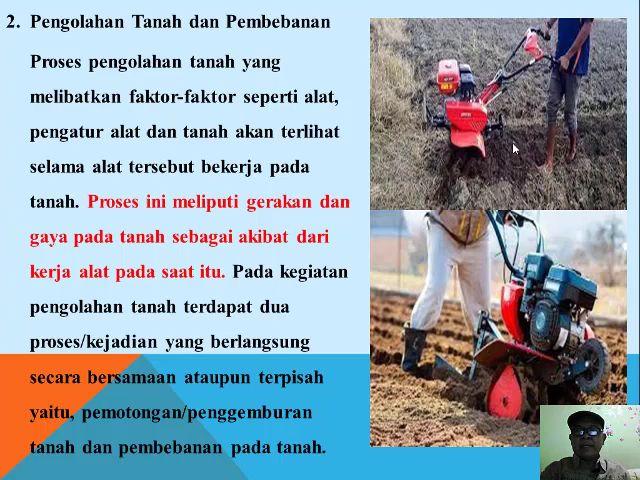 2. Pengolahan Tanah dan Pembebanan
Proses pengolahan tanah yang
melibatkan faktor-faktor seperti alat,
pengatur alat dan tanah akan terlihat
selama alat tersebut bekerja pada
tanah. Proses ini meliputi gerakan dan
gaya pada tanah sebagai akibat dari
kerja alat pada saat itu. Pada kegiatan
pengolahan tanah terdapat dua
proses/kejadian yang berlangsung
secara bersamaan ataupun terpisah
yaitu, pemotongan/penggemburan
tanah dan pembebanan pada tanah.